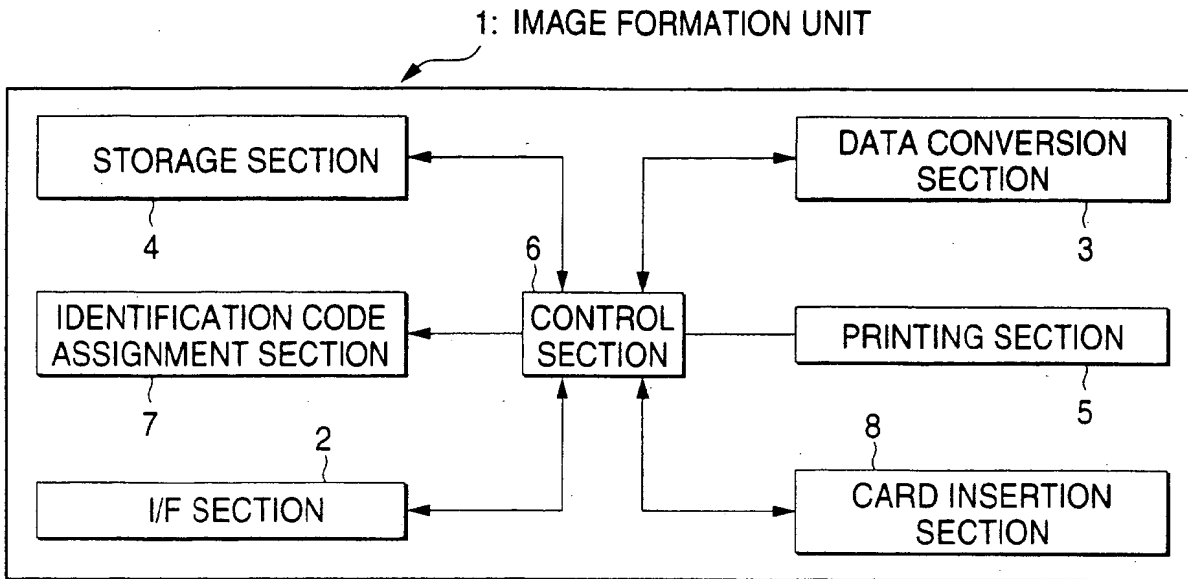 1: IMAGE FORMATION UNIT
STORAGE SECTION
4
DATA CONVERSION
SECTION
3
6
CONTROL
SECTION
IDENTIFICATION CODE
ASSIGNMENT SECTION
7
PRINTING SECTION
5
2
I/F SECTION
8
CARD INSERTION
SECTION